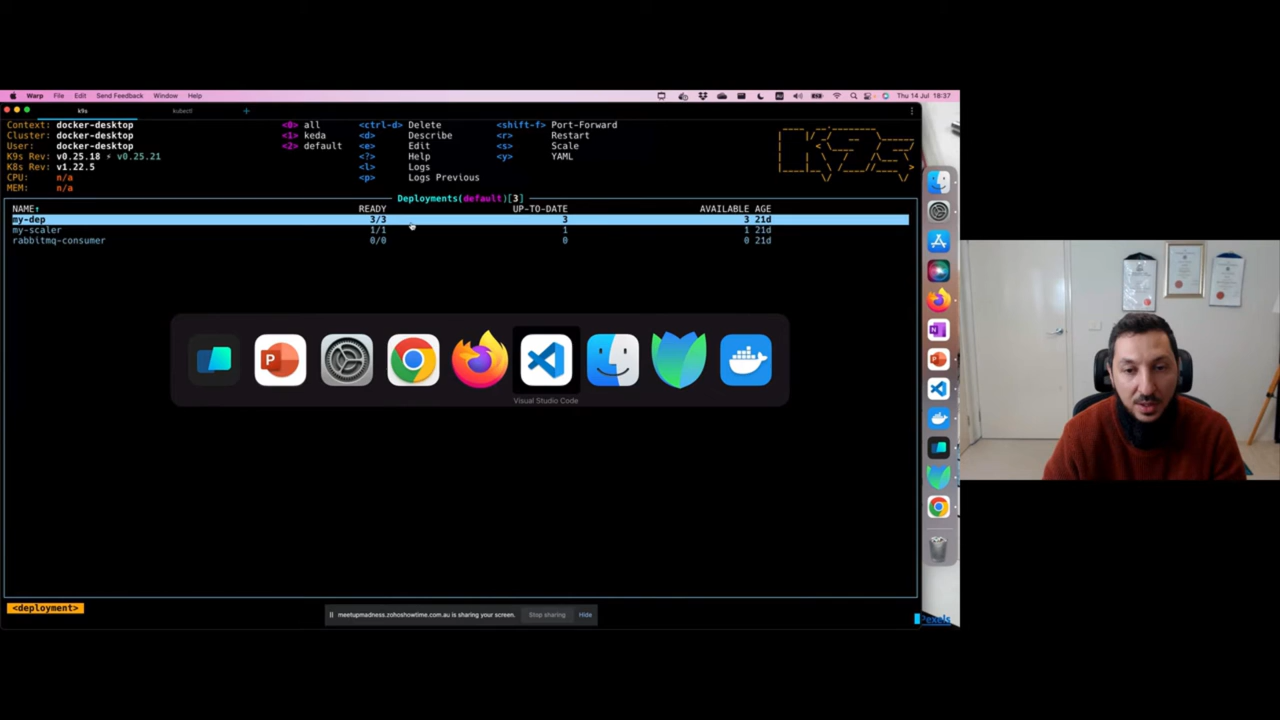 Warp File Edit Send Feedback Window Help Thu 14 Jul 18:37
k9s kubectl +
Context: docker-desktop <0> all <ctrl-d> Delete <shift-f> Port-Forward
Cluster: docker-desktop <1> keda <d> Describe <r> Restart
User: docker-desktop <2> default <e> Edit <s> Scale
K9s Rev: v0.25.18 ⚡ v0.25.21 <?> Help <y> YAML
K8s Rev: v1.22.5 <l> Logs
CPU: n/a <p> Logs Previous
MEM: n/a
Deployments(default)[3]
NAME↑ READY UP-TO-DATE AVAILABLE AGE
my-dep 3/3 3 3 21d
my-scaler 1/1 1 1 21d
rabbitmq-consumer 0/0 0 0 21d
Visual Studio Code
<deployment>
meetupmadness.zohoshowtime.com.au is sharing your screen. Stop sharing Hide